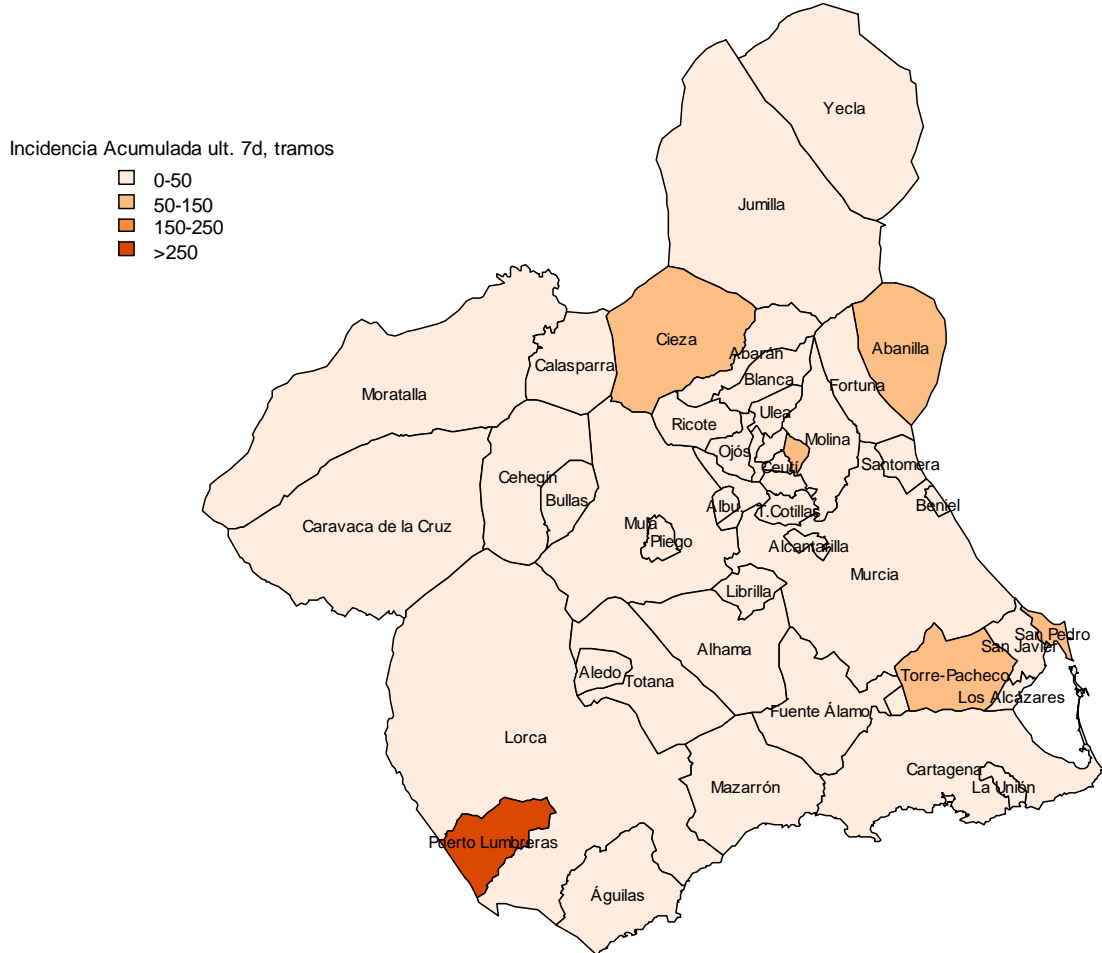 Incidencia Acumulada ult. 7d, tramos
0-50
50-150
150-250
>250
Yecla
Jumilla
Cieza
Abanilla
Abarán
Calasparra
Blanca
Fortuna
Moratalla
Ulea
Ricote
Molina
Ojós
Ceutí
Santomera
Cehegín
Bullas
Albu.
T.Cotillas
Beniel
Caravaca de la Cruz
Mula
Pliego
Alcantarilla
Murcia
Librilla
San Pedro
San Javier
Alhama
Aledo
Totana
Torre-Pacheco
Los Alcázares
Fuente Álamo
Lorca
Cartagena
Mazarrón
La Unión
Puerto Lumbreras
Águilas